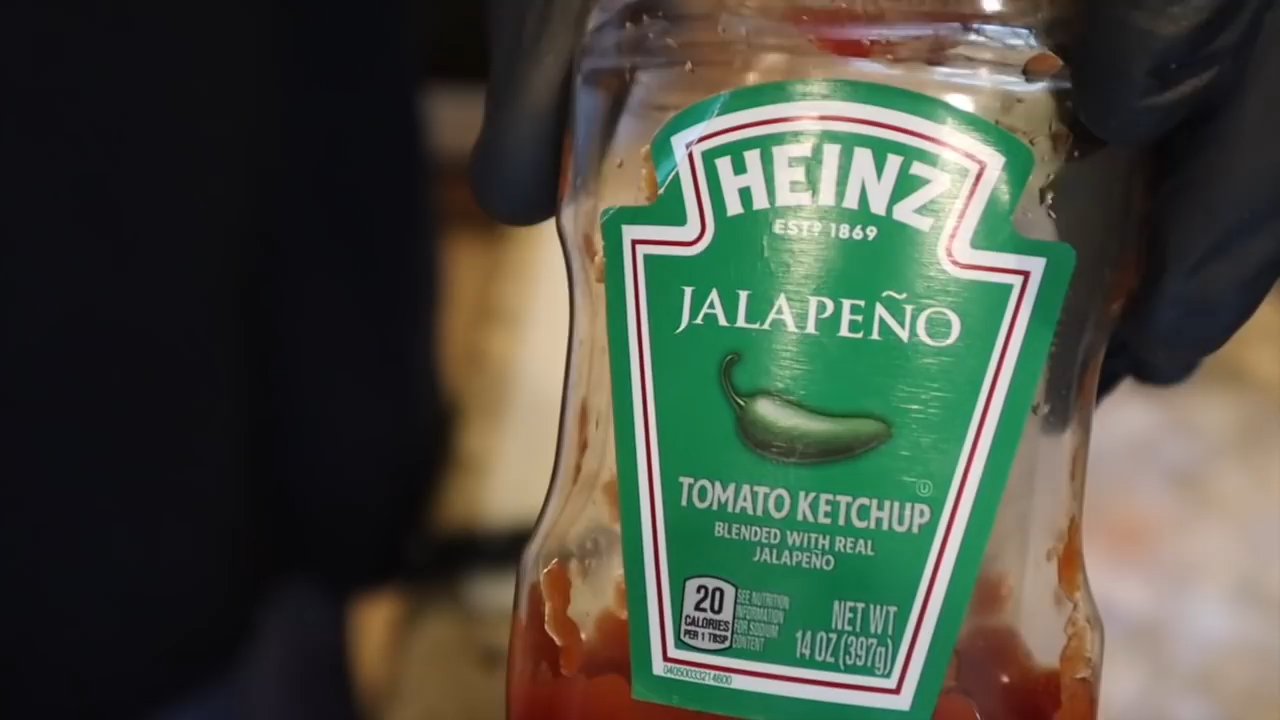 HEINZ
ESTD 1869
JALAPEÑO
TOMATO KETCHUP
BLENDED WITH REAL
JALAPEÑO
20
CALORIES
PER 1 TBSP
SEE NUTRITION
INFORMATION
FOR SODIUM
CONTENT
NET WT
14 OZ (397g)